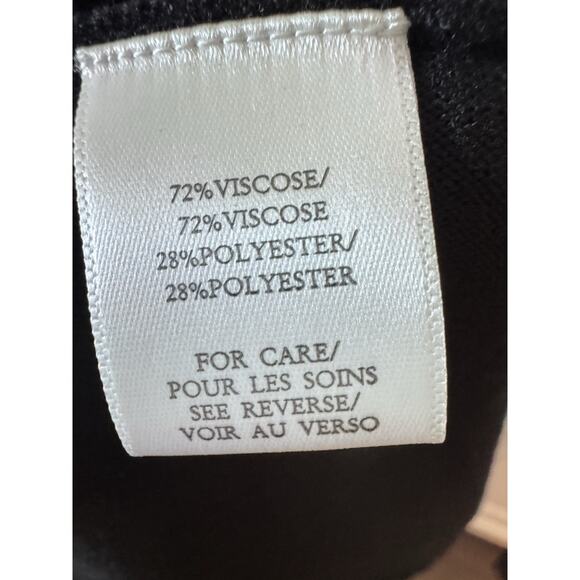 72%VISCOSE/
72%VISCOSE
28%POLYESTER/
28%POLYESTER
FOR CARE/
POUR LES SOINS
SEE REVERSE/
VOIR AU VERSO